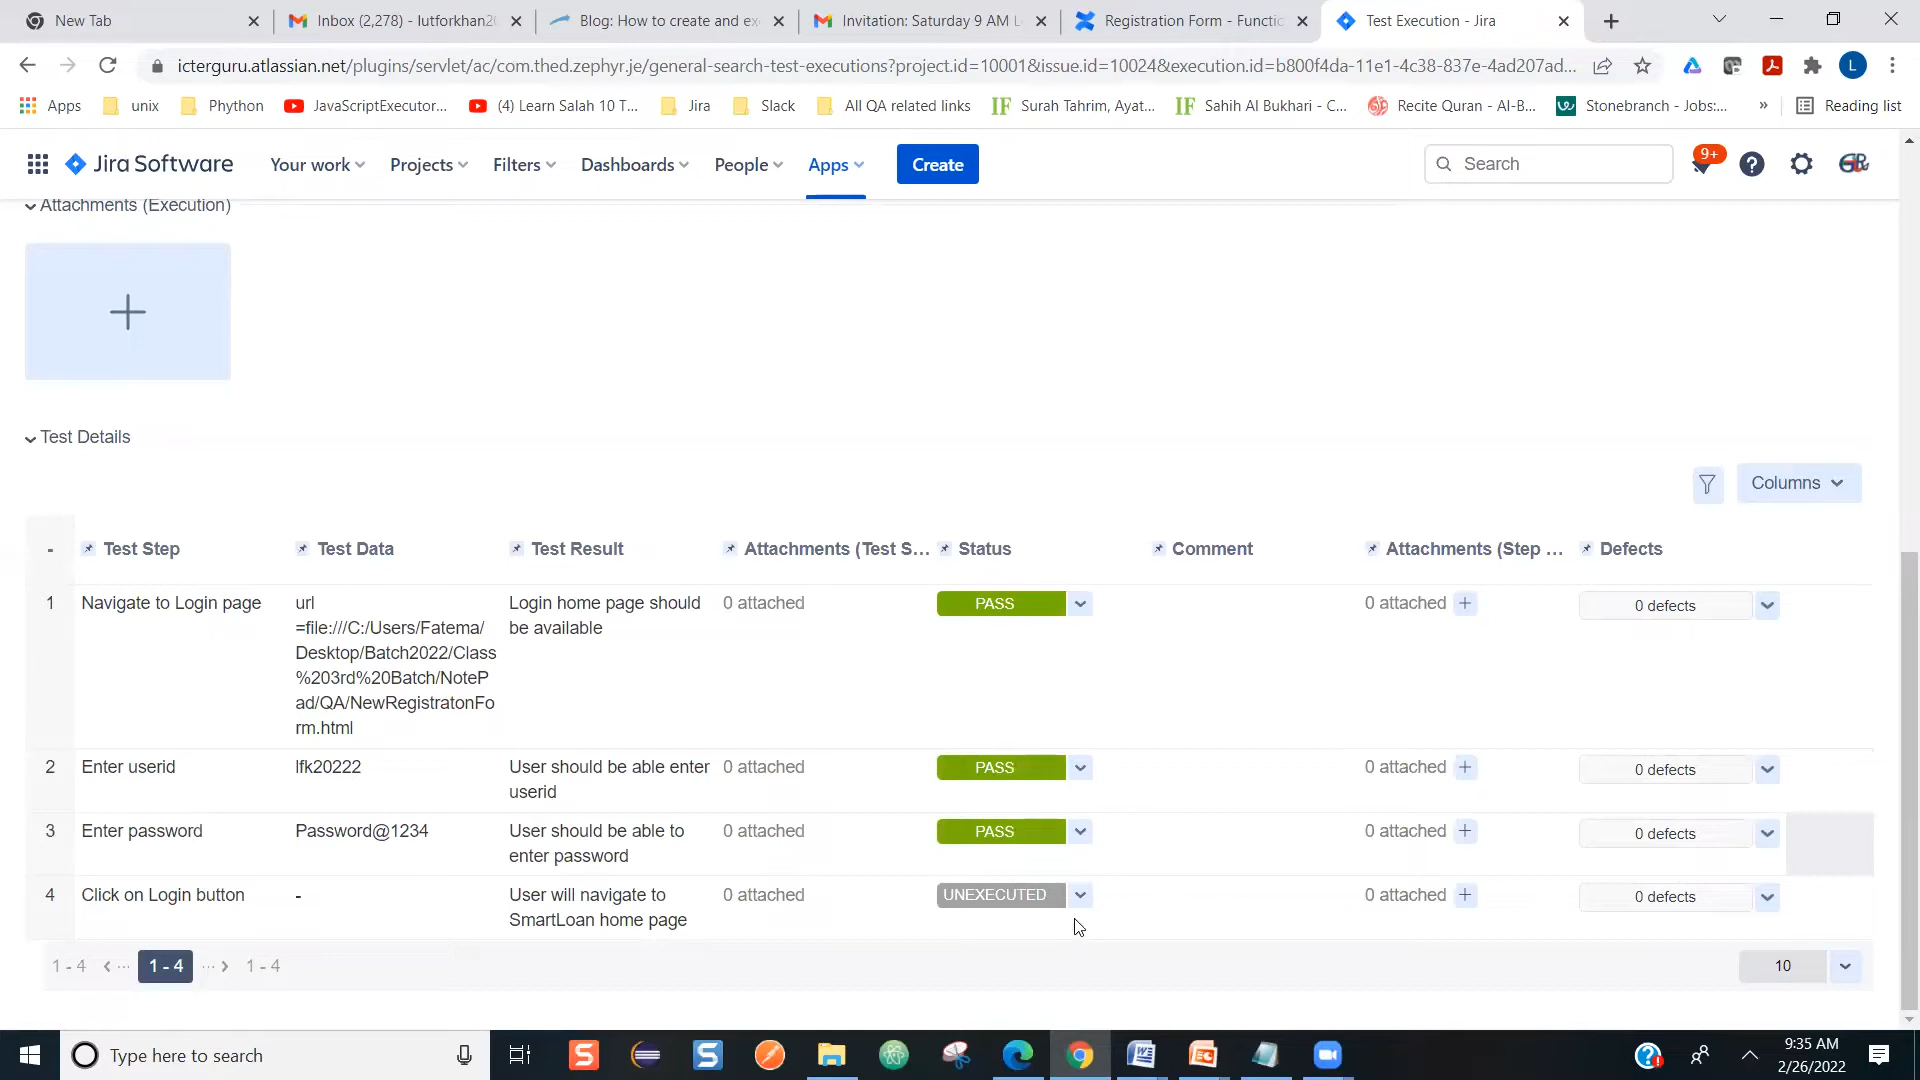 New Tab
Inbox (2,278) - lutforkhan20
Blog: How to create and exe
Invitation: Saturday 9 AM L
Registration Form - Functio
Test Execution - Jira
icterguru.atlassian.net/plugins/servlet/ac/com.thed.zephyr.je/general-search-test-executions?project.id=10001&issue.id=10024&execution.id=b800f4da-11e1-4c38-837e-4ad207ad...
L
Apps
unix
Phython
JavaScriptExecutor...
(4) Learn Salah 10 T...
Jira
Slack
All QA related links
IF Surah Tahrim, Ayat...
IF Sahih Al Bukhari - C...
Recite Quran - Al-B...
Stonebranch - Jobs:...
»
Reading list
Jira Software
Your work
Projects
Filters
Dashboards
People
Apps
Create
Search
9+
Attachments (Execution)
Test Details
Columns
- Test Step Test Data Test Result Attachments (Test S... Status Comment Attachments (Step ... Defects
1 Navigate to Login page url Login home page should 0 attached PASS 0 attached 0 defects
=file:///C:/Users/Fatema/ be available
Desktop/Batch2022/Class
%203rd%20Batch/NoteP
ad/QA/NewRegistratonFo
rm.html
2 Enter userid lfk20222 User should be able enter 0 attached PASS 0 attached 0 defects
userid
3 Enter password Password@1234 User should be able to 0 attached PASS 0 attached 0 defects
enter password
4 Click on Login button - User will navigate to 0 attached UNEXECUTED 0 attached 0 defects
SmartLoan home page
1 - 4 ‹ ··· 1 - 4 ··· › 1 - 4
10
Type here to search
9:35 AM
2/26/2022